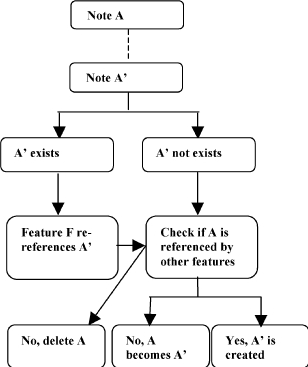 Note A
Note A’
A’ exists
A’ not exists
Feature F re-
references A’
Check if A is
referenced by
other features
No, delete A
No, A
becomes A’
Yes, A’ is
created